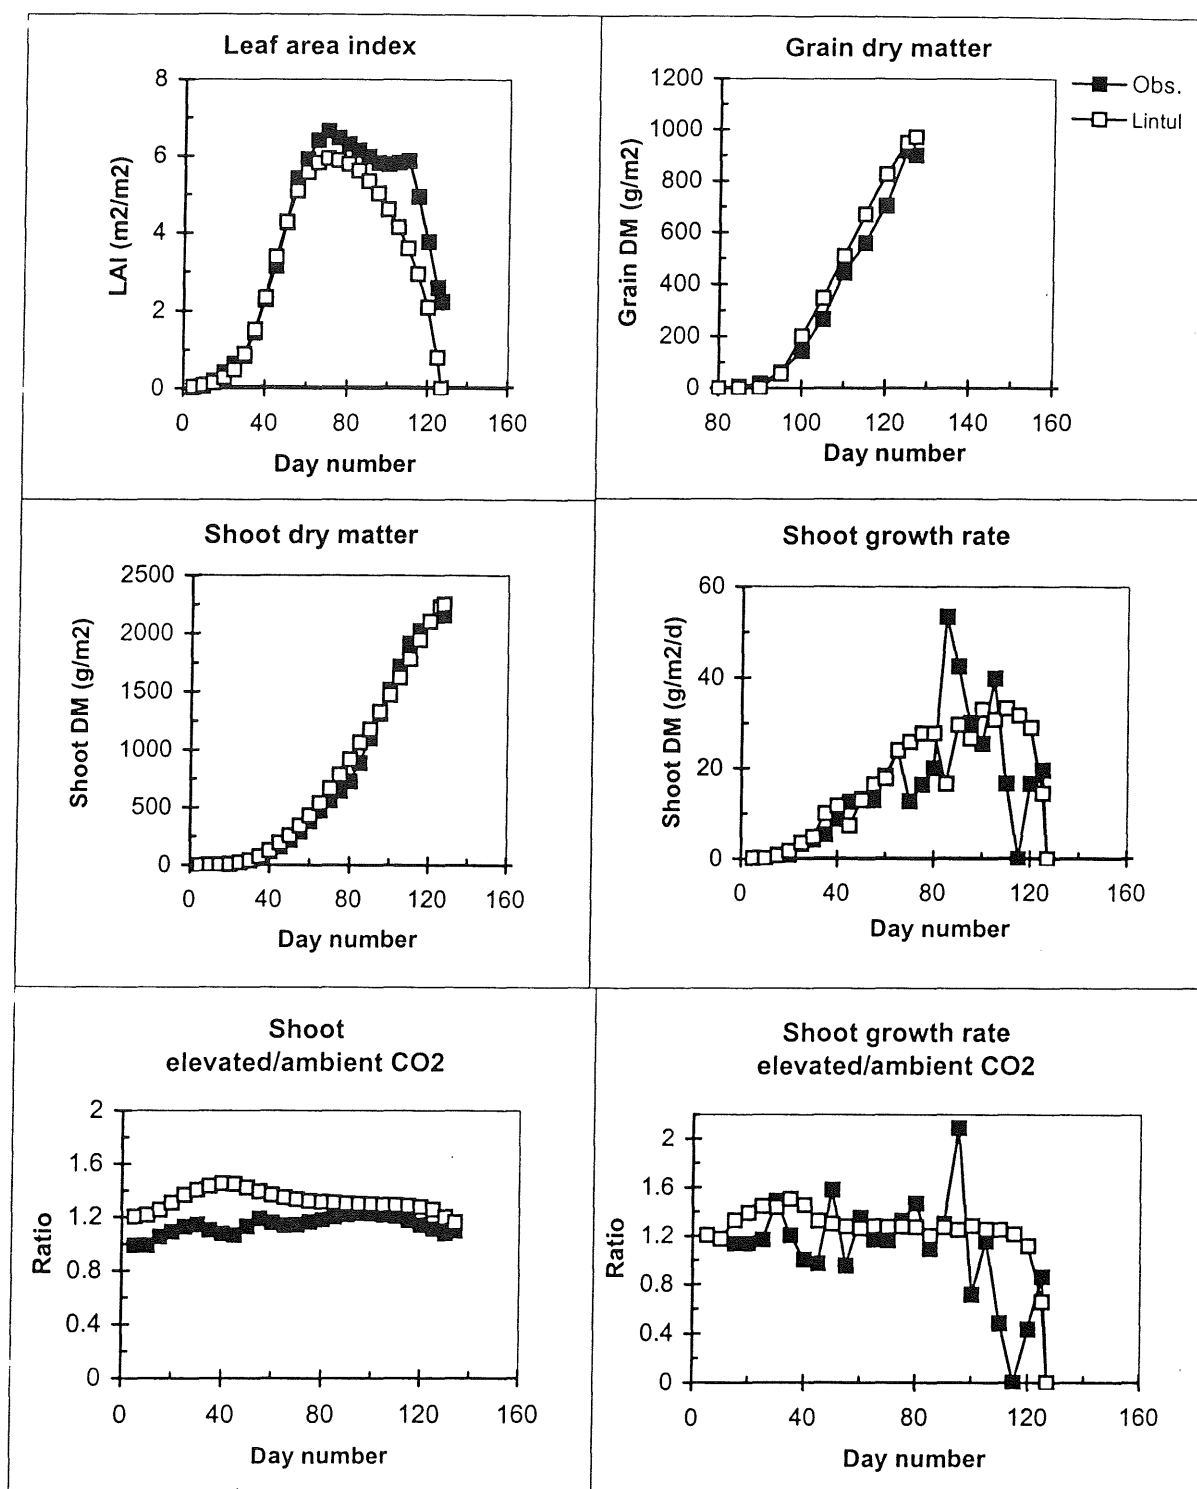 Leaf area index
8
6
4
2
0
LAI (m2/m2)
0 40 80 120 160
Day number
Grain dry matter
1200
1000
800
600
400
200
0
Grain DM (g/m2)
80 100 120 140 160
Day number
Obs.
Lintul
Shoot dry matter
2500
2000
1500
1000
500
0
Shoot DM (g/m2)
0 40 80 120 160
Day number
Shoot growth rate
60
40
20
0
Shoot DM (g/m2/d)
0 40 80 120 160
Day number
Shoot
elevated/ambient CO2
2
1.6
1.2
0.8
0.4
0
Ratio
0 40 80 120 160
Day number
Shoot growth rate
elevated/ambient CO2
2
1.6
1.2
0.8
0.4
0
Ratio
0 40 80 120 160
Day number